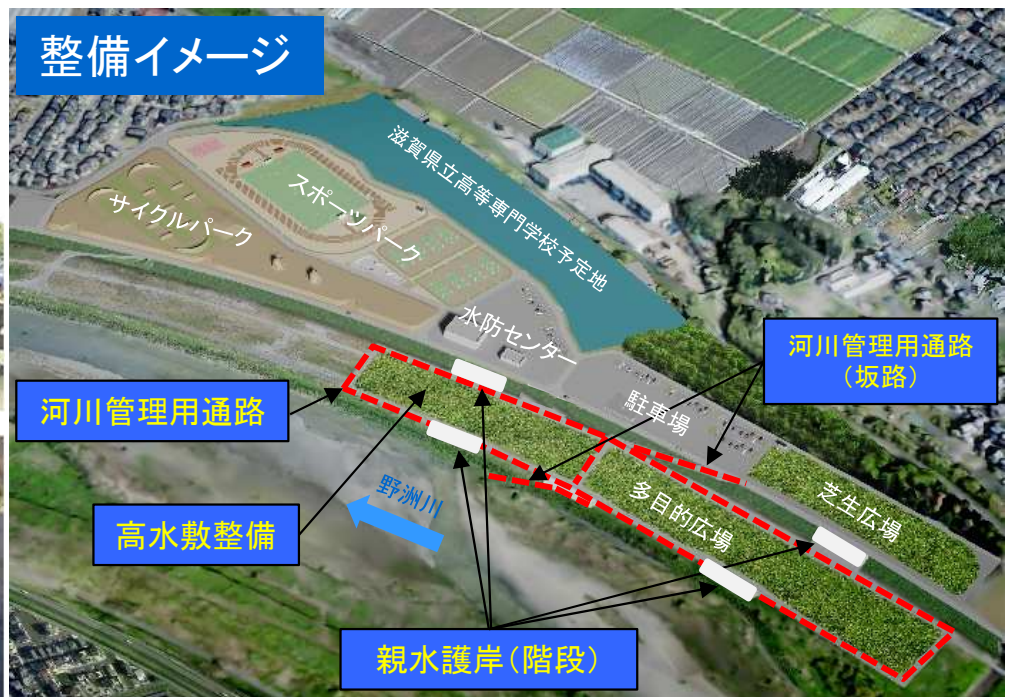 整備イメージ
滋賀県立高等専門学校予定地
スポーツパーク
サイクルパーク
水防センター
河川管理用通路
(坂路)
駐車場
河川管理用通路
芝生広場
多目的広場
野洲川
高水敷整備
親水護岸(階段)